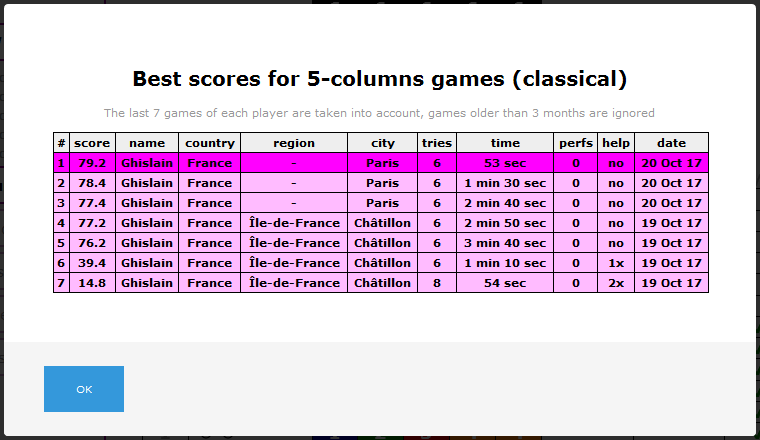 Best scores for 5-columns games (classical)
The last 7 games of each player are taken into account, games older than 3 months are ignored
# score name country region city tries time perfs help date
1 79.2 Ghislain France - Paris 6 53 sec 0 no 20 Oct 17
2 78.4 Ghislain France - Paris 6 1 min 30 sec 0 no 20 Oct 17
3 77.4 Ghislain France - Paris 6 2 min 40 sec 0 no 20 Oct 17
4 77.2 Ghislain France Île-de-France Châtillon 6 2 min 50 sec 0 no 19 Oct 17
5 76.2 Ghislain France Île-de-France Châtillon 6 3 min 40 sec 0 no 19 Oct 17
6 39.4 Ghislain France Île-de-France Châtillon 6 1 min 10 sec 0 1x 19 Oct 17
7 14.8 Ghislain France Île-de-France Châtillon 8 54 sec 0 2x 19 Oct 17
OK